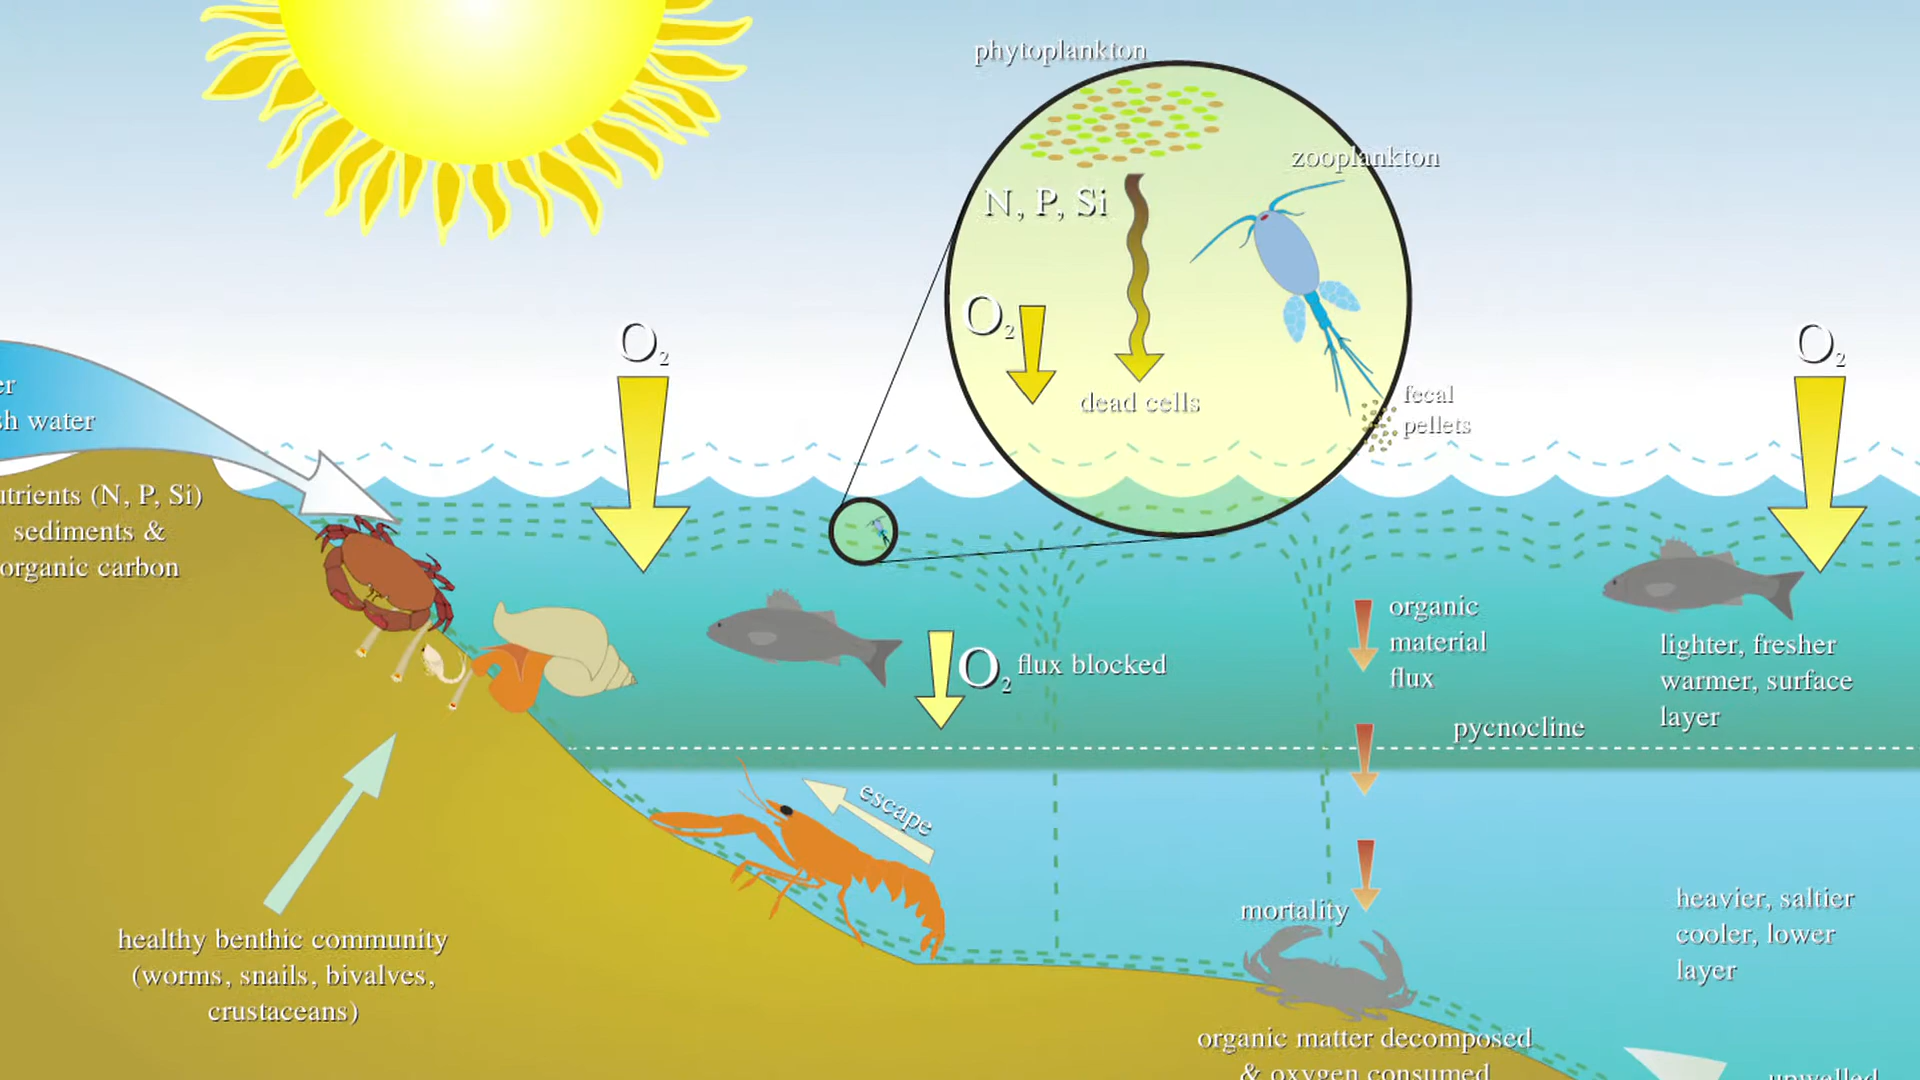 phytoplankton
zooplankton
N, P, Si
O2
O2
O2
dead cells
fecal
pellets
water
nutrients (N, P, Si)
sediments &
organic carbon
organic
material
flux
lighter, fresher
warmer, surface
layer
O2 flux blocked
pycnocline
escape
mortality
heavier, saltier
cooler, lower
layer
healthy benthic community
(worms, snails, bivalves,
crustaceans)
organic matter decomposed
& oxygen consumed
upwelled